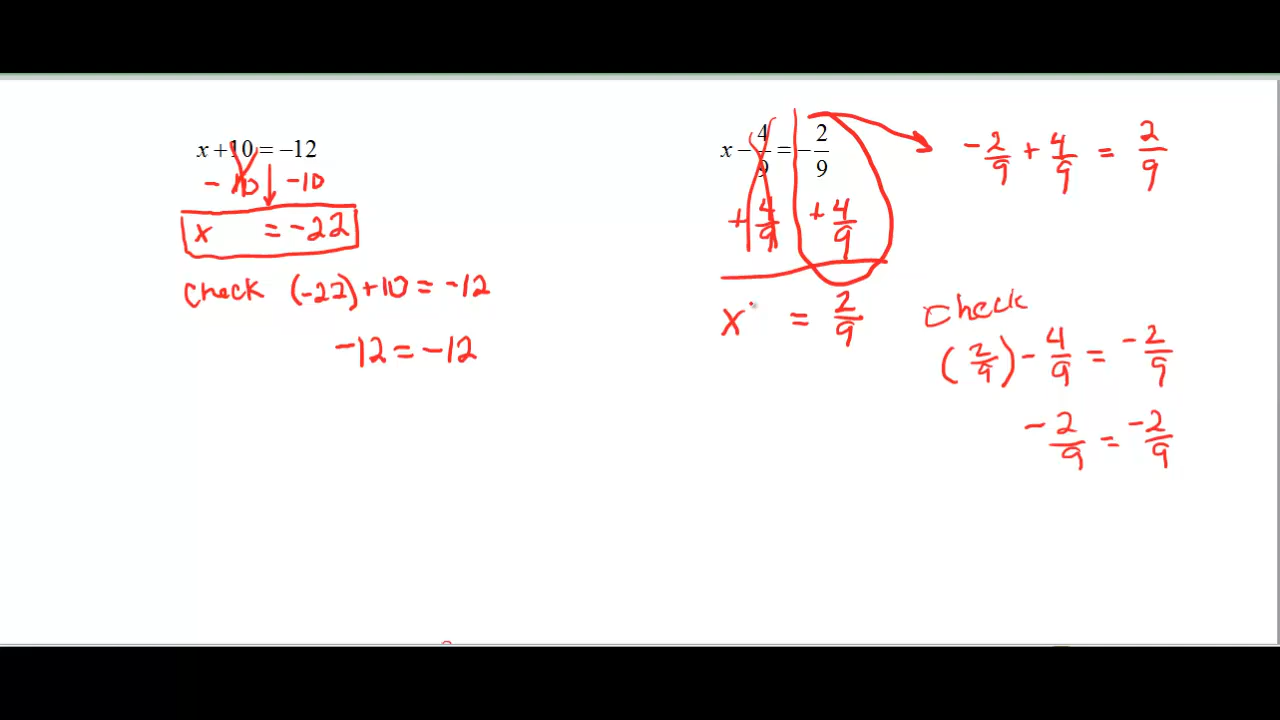 x + 10 = −12
- 10 -10
x = -22
check (-22) + 10 = -12
-12 = -12
x − 4/9 = − 2/9
+ 4/9 + 4/9
x = 2/9
- 2/9 + 4/9 = 2/9
check
(2/9) - 4/9 = -2/9
- 2/9 = -2/9